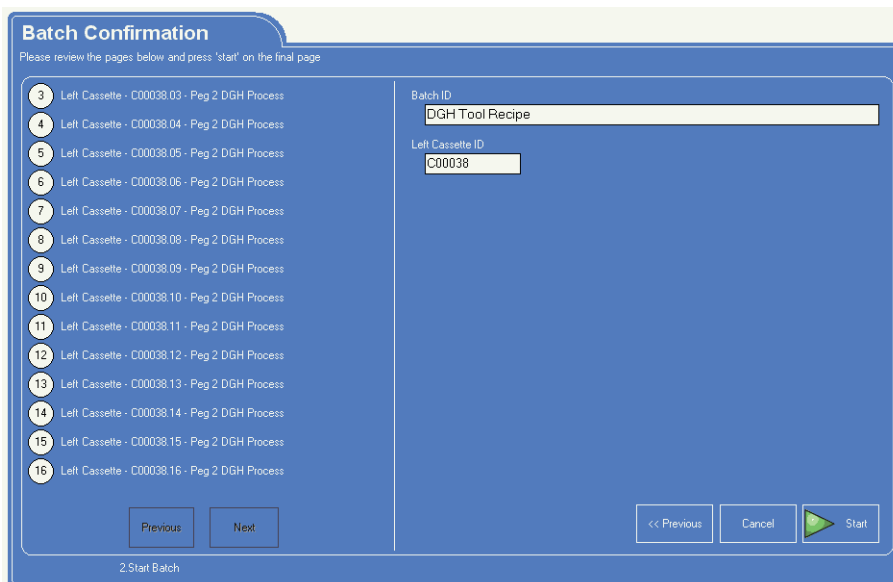 Batch Confirmation
Please review the pages below and press 'start' on the final page
3 Left Cassette - C00038.03 - Peg 2 DGH Process
4 Left Cassette - C00038.04 - Peg 2 DGH Process
5 Left Cassette - C00038.05 - Peg 2 DGH Process
6 Left Cassette - C00038.06 - Peg 2 DGH Process
7 Left Cassette - C00038.07 - Peg 2 DGH Process
8 Left Cassette - C00038.08 - Peg 2 DGH Process
9 Left Cassette - C00038.09 - Peg 2 DGH Process
10 Left Cassette - C00038.10 - Peg 2 DGH Process
11 Left Cassette - C00038.11 - Peg 2 DGH Process
12 Left Cassette - C00038.12 - Peg 2 DGH Process
13 Left Cassette - C00038.13 - Peg 2 DGH Process
14 Left Cassette - C00038.14 - Peg 2 DGH Process
15 Left Cassette - C00038.15 - Peg 2 DGH Process
16 Left Cassette - C00038.16 - Peg 2 DGH Process
Previous Next
Batch ID
DGH Tool Recipe
Left Cassette ID
C00038
<< Previous Cancel Start
2.Start Batch